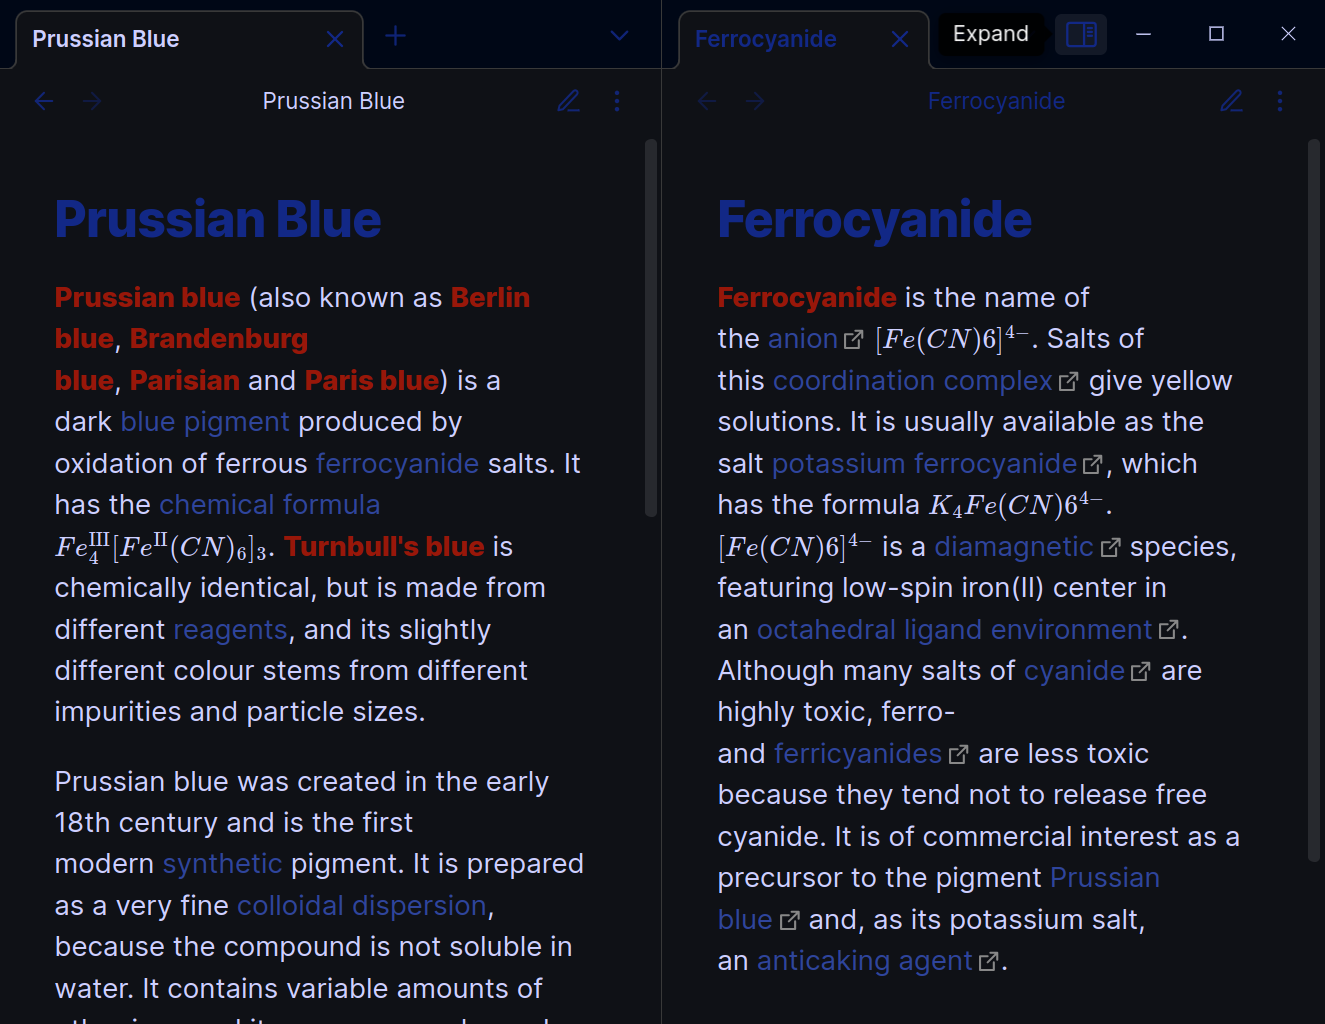 Prussian Blue
Ferrocyanide
Expand
Prussian Blue
Ferrocyanide
Prussian Blue
Prussian blue (also known as Berlin
blue, Brandenburg
blue, Parisian and Paris blue) is a
dark blue pigment produced by
oxidation of ferrous ferrocyanide salts. It
has the chemical formula
Fe₄ᴵᴵᴵ[Feᴵᴵ(CN)₆]₃. Turnbull's blue is
chemically identical, but is made from
different reagents, and its slightly
different colour stems from different
impurities and particle sizes.
Prussian blue was created in the early
18th century and is the first
modern synthetic pigment. It is prepared
as a very fine colloidal dispersion,
because the compound is not soluble in
water. It contains variable amounts of
Ferrocyanide
Ferrocyanide is the name of
the anion [Fe(CN)6]⁴⁻. Salts of
this coordination complex give yellow
solutions. It is usually available as the
salt potassium ferrocyanide, which
has the formula K₄Fe(CN)6⁴⁻.
[Fe(CN)6]⁴⁻ is a diamagnetic species,
featuring low-spin iron(II) center in
an octahedral ligand environment.
Although many salts of cyanide are
highly toxic, ferro-
and ferricyanides are less toxic
because they tend not to release free
cyanide. It is of commercial interest as a
precursor to the pigment Prussian
blue and, as its potassium salt,
an anticaking agent.